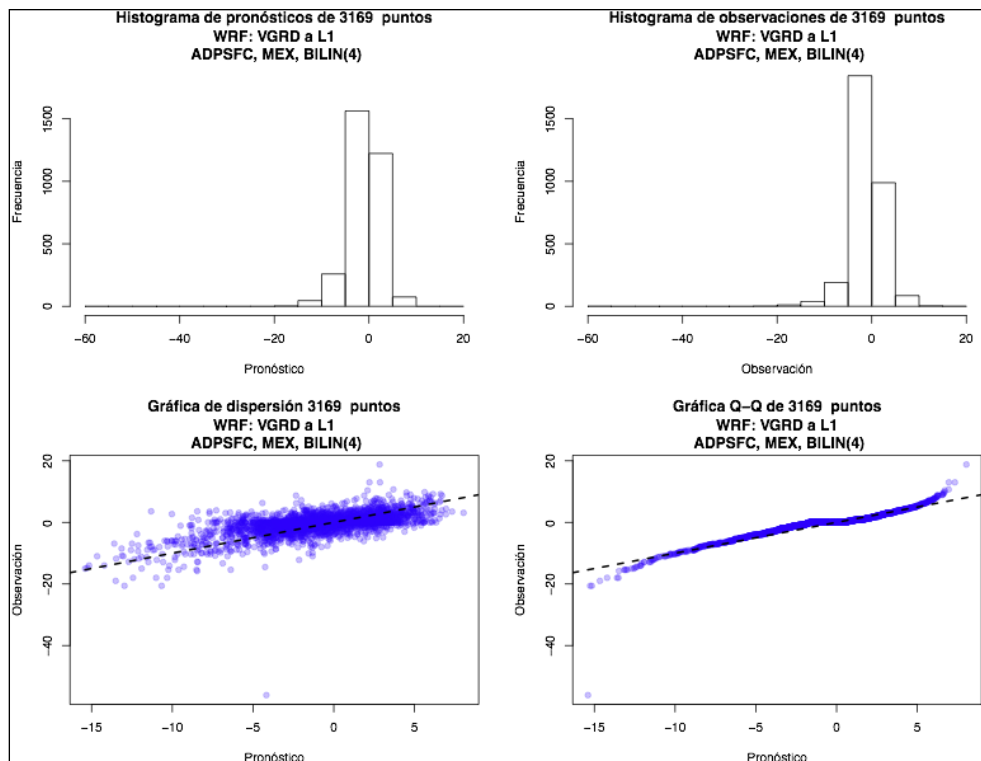 Histograma de pronósticos de 3169 puntos
WRF: VGRD a L1
ADPSFC, MEX, BILIN(4)
Frecuencia
0
500
1000
1500
−60
−40
−20
0
20
Pronóstico
Histograma de observaciones de 3169 puntos
WRF: VGRD a L1
ADPSFC, MEX, BILIN(4)
Frecuencia
0
500
1000
1500
−60
−40
−20
0
20
Observación
Gráfica de dispersión 3169 puntos
WRF: VGRD a L1
ADPSFC, MEX, BILIN(4)
Observación
−40
−20
0
20
−15
−10
−5
0
5
Pronóstico
Gráfica Q−Q de 3169 puntos
WRF: VGRD a L1
ADPSFC, MEX, BILIN(4)
Observación
−40
−20
0
20
−15
−10
−5
0
5
Pronóstico